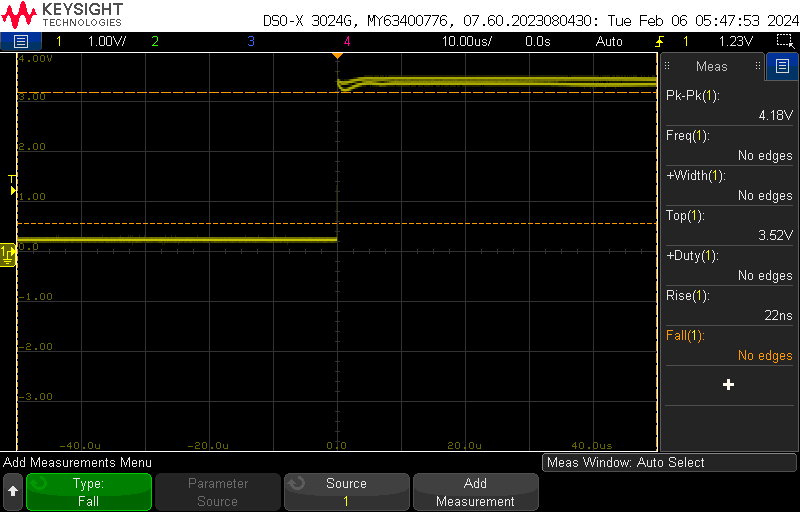 KEYSIGHT
TECHNOLOGIES
DSO-X 3024G, MY63400776, 07.60.2023080430: Tue Feb 06 05:47:53 2024
1 1.00V/ 2 3 4 10.00us/ 0.0s Auto 1 1.23V
4.00V
3.00
2.00
T
1.00
1
0.0
-1.00
-2.00
-3.00
-40.0u -20.0u 0.0 20.0u 40.0us
Meas
Pk-Pk(1):
4.18V
Freq(1):
No edges
+Width(1):
No edges
Top(1):
3.52V
+Duty(1):
No edges
Rise(1):
22ns
Fall(1):
No edges
Add Measurements Menu
Meas Window: Auto Select
Type:
Fall
Parameter
Source
Source
1
Add
Measurement